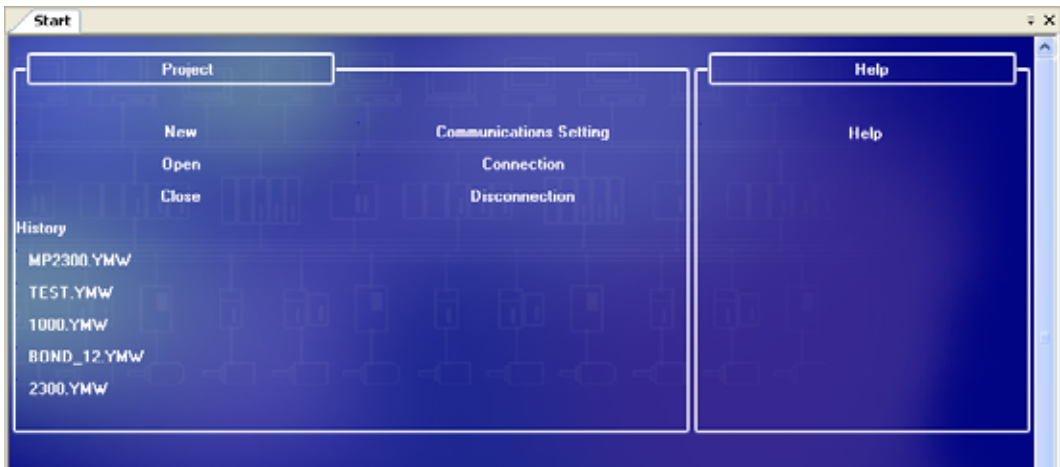 Start
Project
Help
New
Communications Setting
Help
Open
Connection
Close
Disconnection
History
MP2300.YMW
TEST.YMW
1000.YMW
BOND_12.YMW
2300.YMW